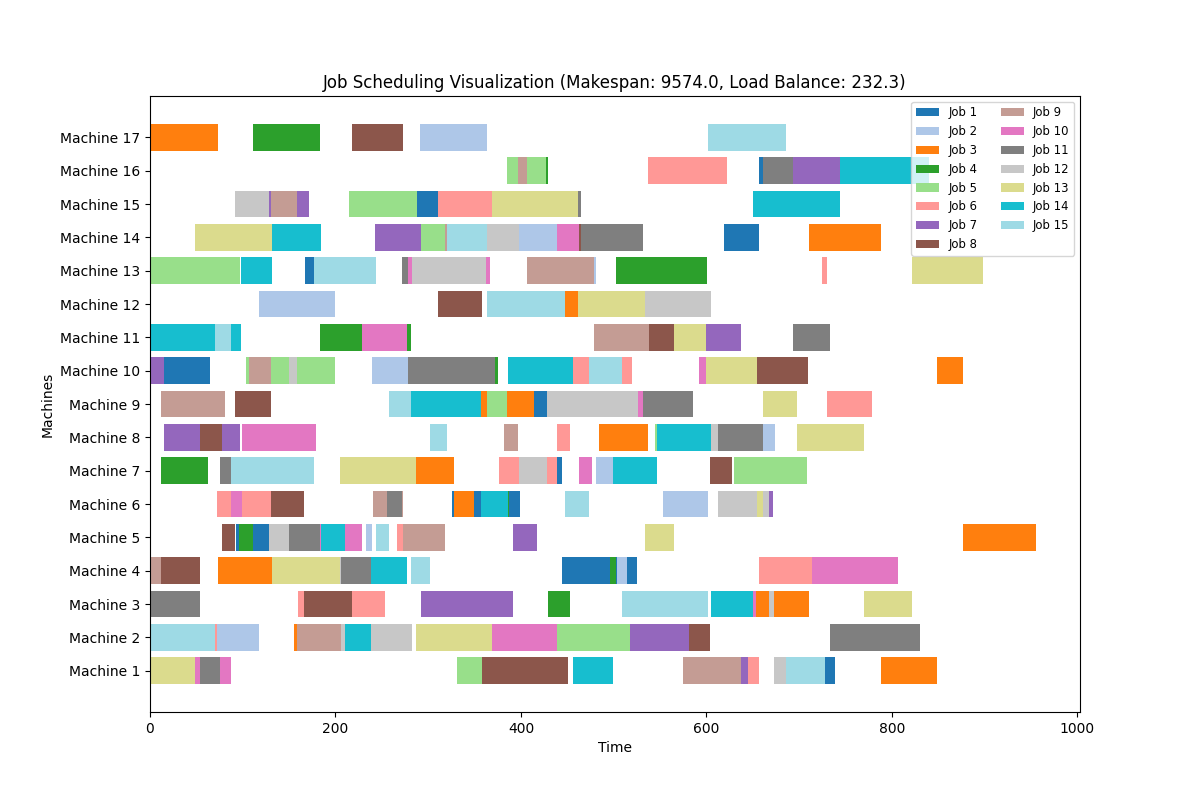 Job Scheduling Visualization (Makespan: 9574.0, Load Balance: 232.3)
Machines
Machine 17
Machine 16
Machine 15
Machine 14
Machine 13
Machine 12
Machine 11
Machine 10
Machine 9
Machine 8
Machine 7
Machine 6
Machine 5
Machine 4
Machine 3
Machine 2
Machine 1
Job 1
Job 2
Job 3
Job 4
Job 5
Job 6
Job 7
Job 8
Job 9
Job 10
Job 11
Job 12
Job 13
Job 14
Job 15
0 200 400 600 800 1000
Time